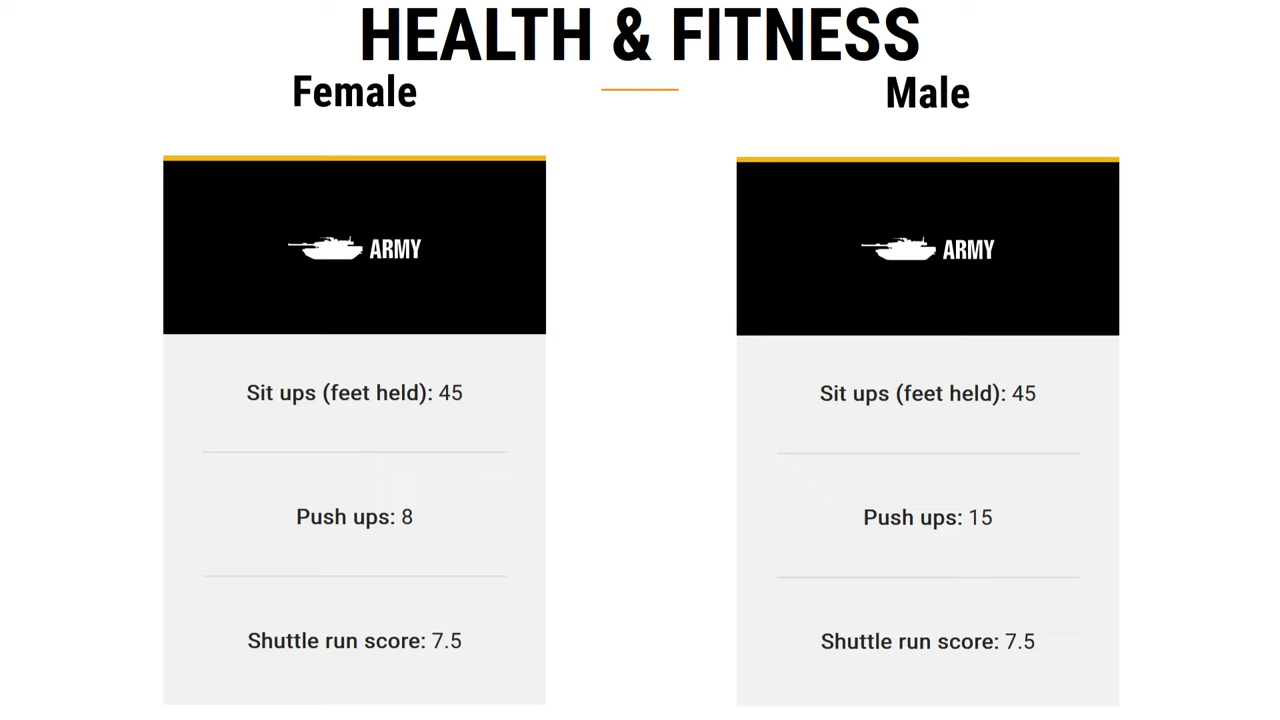 HEALTH & FITNESS
Female
ARMY
Sit ups (feet held): 45
Push ups: 8
Shuttle run score: 7.5
Male
ARMY
Sit ups (feet held): 45
Push ups: 15
Shuttle run score: 7.5